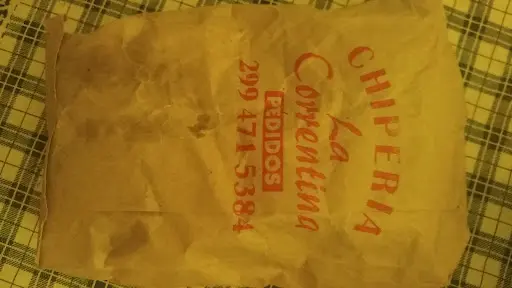 CHIPERIA
La
Correntina
PEDIDOS
299 471 5384